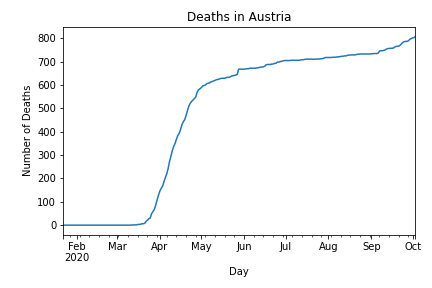 Deaths in Austria
Number of Deaths
800
700
600
500
400
300
200
100
0
Feb Mar Apr May Jun Jul Aug Sep Oct
2020
Day